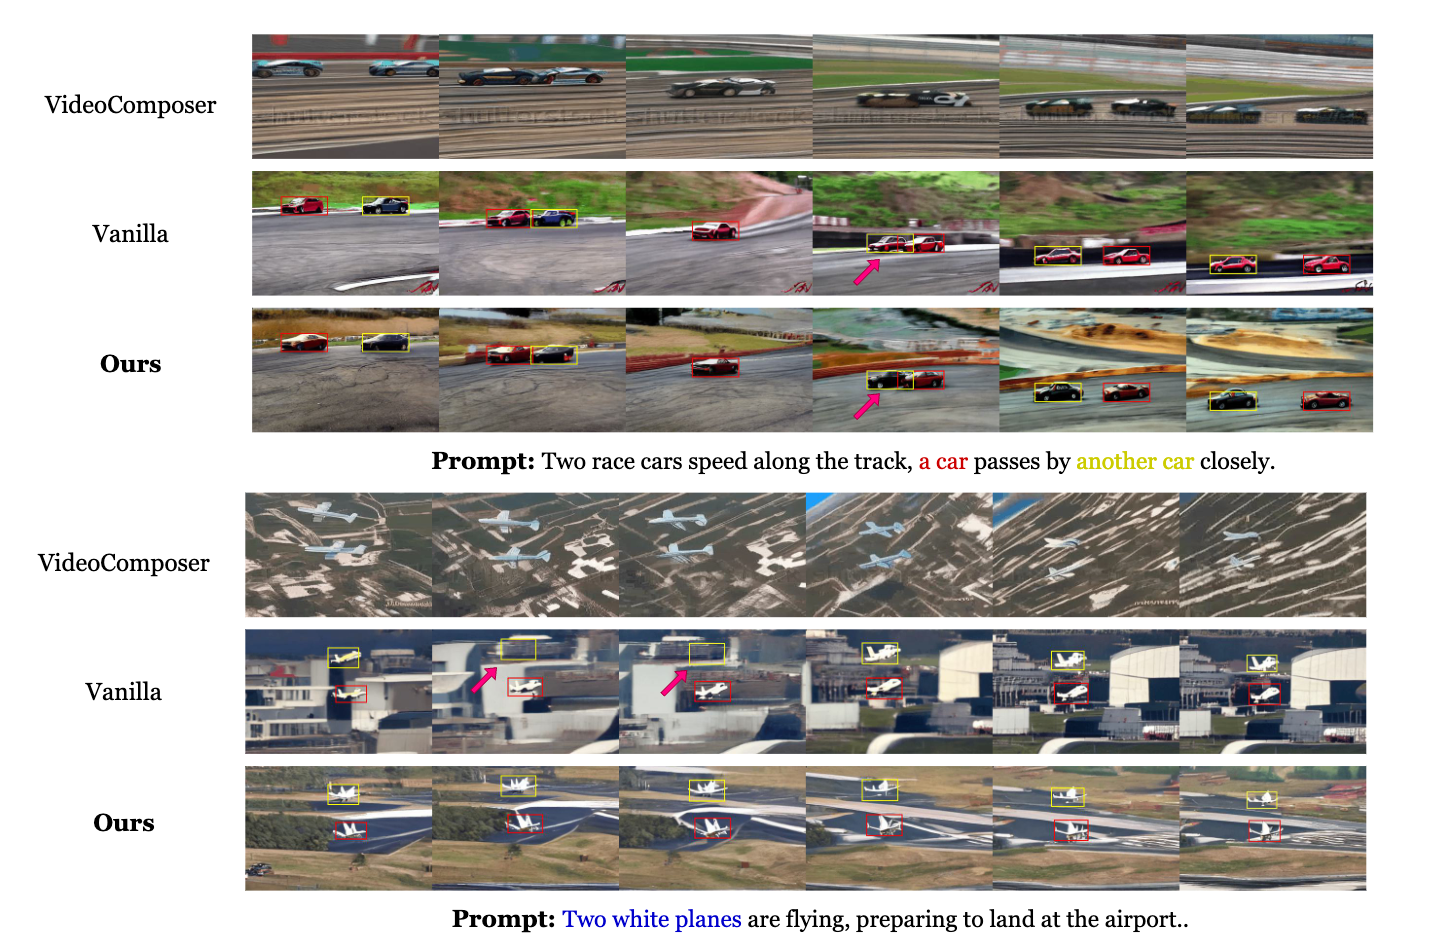 VideoComposer
Vanilla
Ours
Prompt: Two race cars speed along the track, a car passes by another car closely.
VideoComposer
Vanilla
Ours
Prompt: Two white planes are flying, preparing to land at the airport..